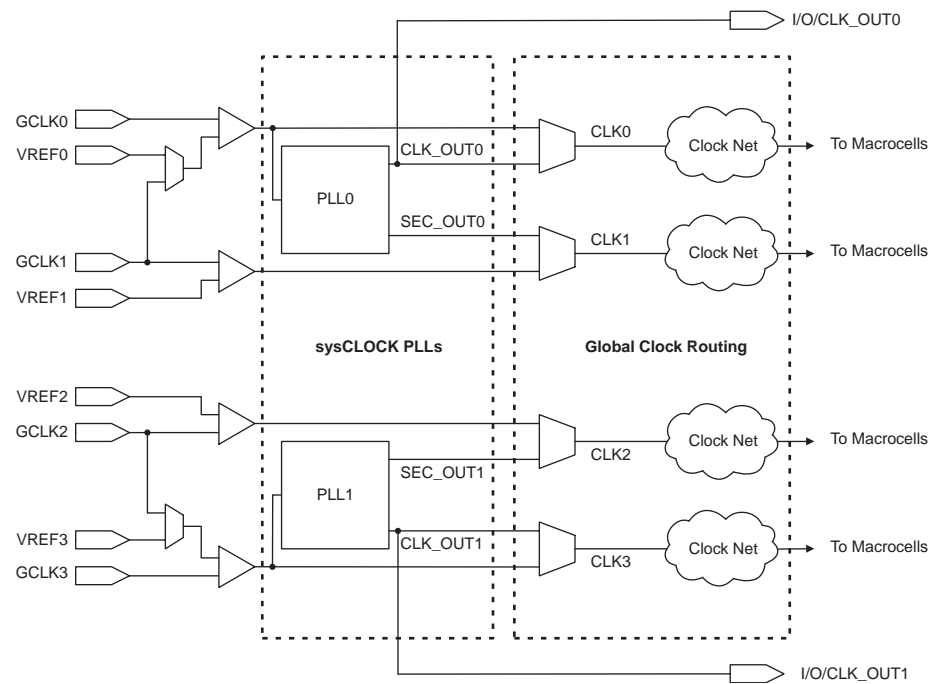 I/O/CLK_OUT0
GCLK0
VREF0
CLK_OUT0
CLK0
Clock Net
To Macrocells
PLL0
SEC_OUT0
CLK1
Clock Net
To Macrocells
GCLK1
VREF1
sysCLOCK PLLs
Global Clock Routing
VREF2
GCLK2
Clock Net
To Macrocells
CLK2
SEC_OUT1
PLL1
VREF3
GCLK3
CLK_OUT1
CLK3
Clock Net
To Macrocells
I/O/CLK_OUT1